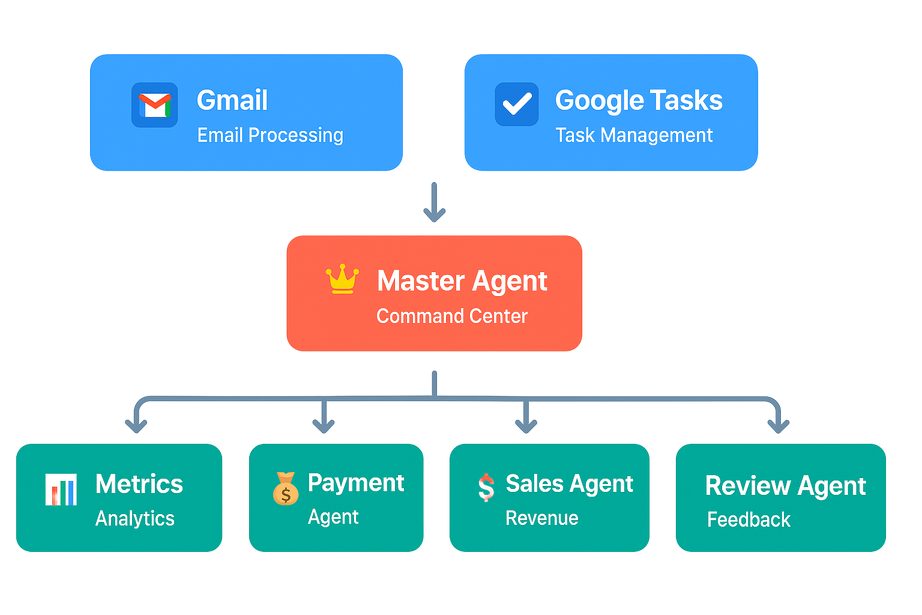 Gmail
Email Processing
Google Tasks
Task Management
Master Agent
Command Center
Metrics
Analytics
Payment
Agent
Sales Agent
Revenue
Review Agent
Feedback